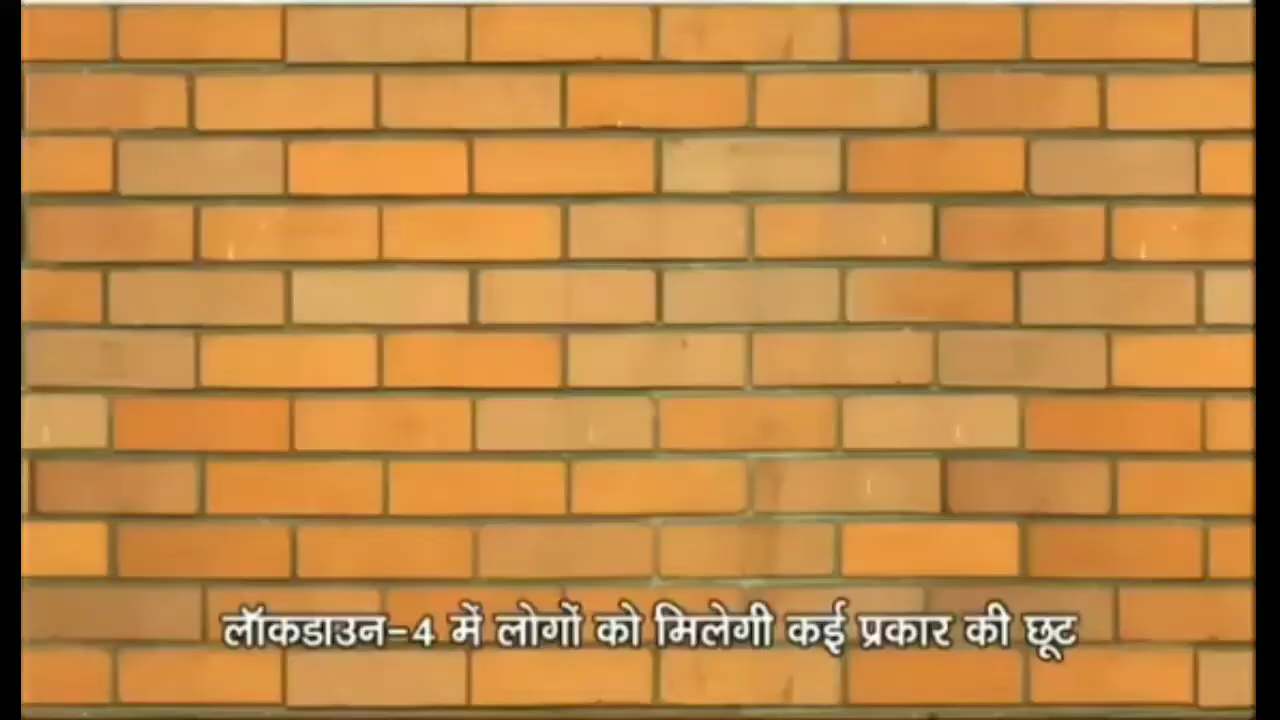 लॉकडाउन-4 में लोगों को मिलेगी कई प्रकार की छूट